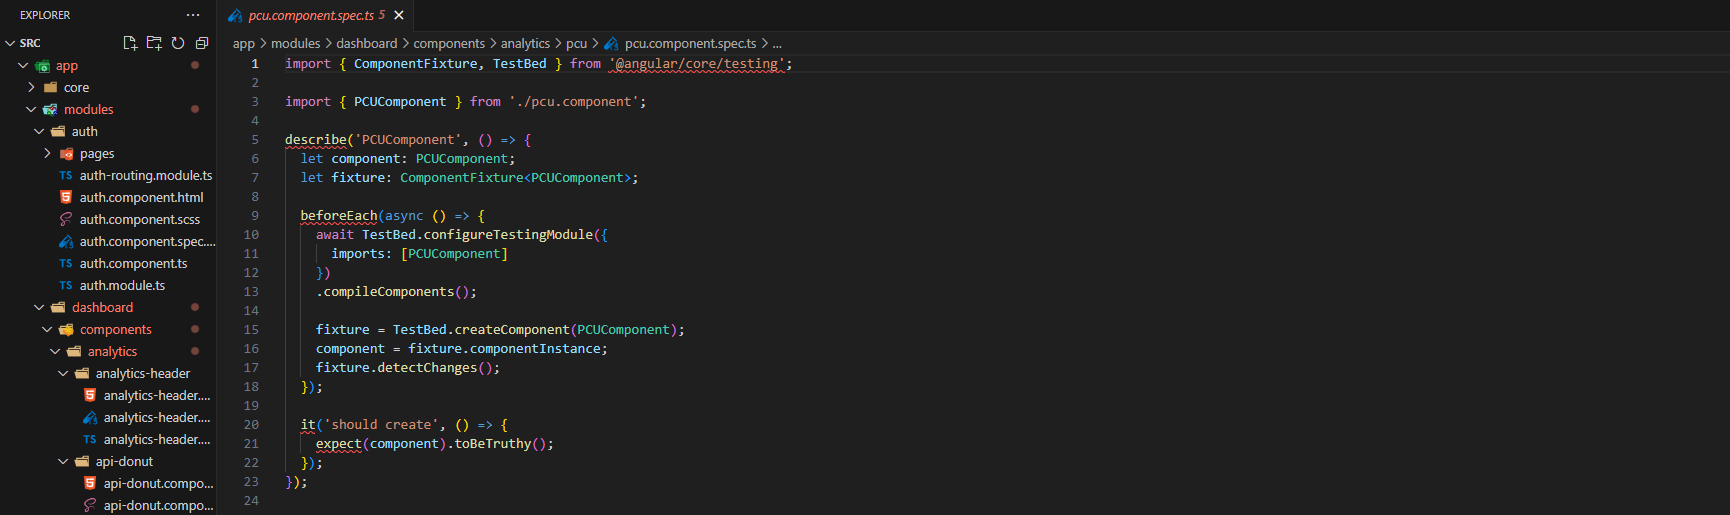 EXPLORER
...
SRC
app
core
modules
auth
pages
TS auth-routing.module.ts
auth.component.html
auth.component.scss
auth.component.spec....
TS auth.component.ts
TS auth.module.ts
dashboard
components
analytics
analytics-header
analytics-header....
analytics-header....
TS analytics-header....
api-donut
api-donut.compo...
api-donut.compo...
pcu.component.spec.ts 5
app > modules > dashboard > components > analytics > pcu > pcu.component.spec.ts > ...
1 import { ComponentFixture, TestBed } from '@angular/core/testing';
2
3 import { PCUComponent } from './pcu.component';
4
5 describe('PCUComponent', () => {
6   let component: PCUComponent;
7   let fixture: ComponentFixture<PCUComponent>;
8
9   beforeEach(async () => {
10     await TestBed.configureTestingModule({
11       imports: [PCUComponent]
12     })
13     .compileComponents();
14
15     fixture = TestBed.createComponent(PCUComponent);
16     component = fixture.componentInstance;
17     fixture.detectChanges();
18   });
19
20   it('should create', () => {
21     expect(component).toBeTruthy();
22   });
23 });
24